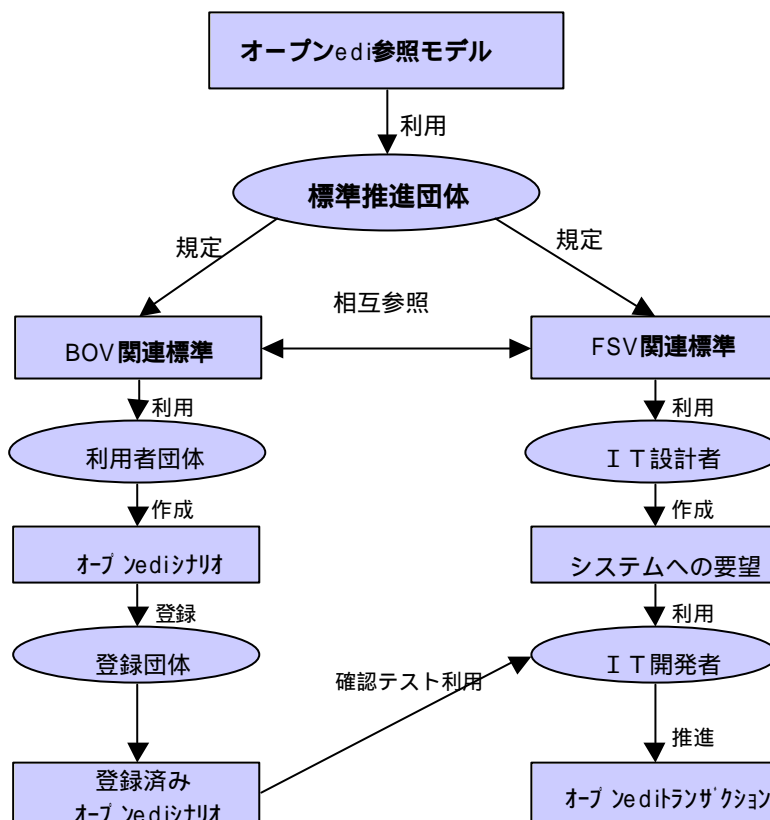 オープンedi参照モデル
利用
標準推進団体
規定
規定
相互参照
BOV関連標準
FSV関連標準
利用
利用
利用者団体
ＩＴ設計者
作成
作成
ｵｰﾌﾟﾝediｼﾅﾘｵ
システムへの要望
登録
利用
登録団体
ＩＴ開発者
確認テスト利用
推進
登録済み
ｵｰﾌﾟﾝediｼﾅﾘｵ
ｵｰﾌﾟﾝediﾄﾗﾝｻﾞｸｼｮﾝ